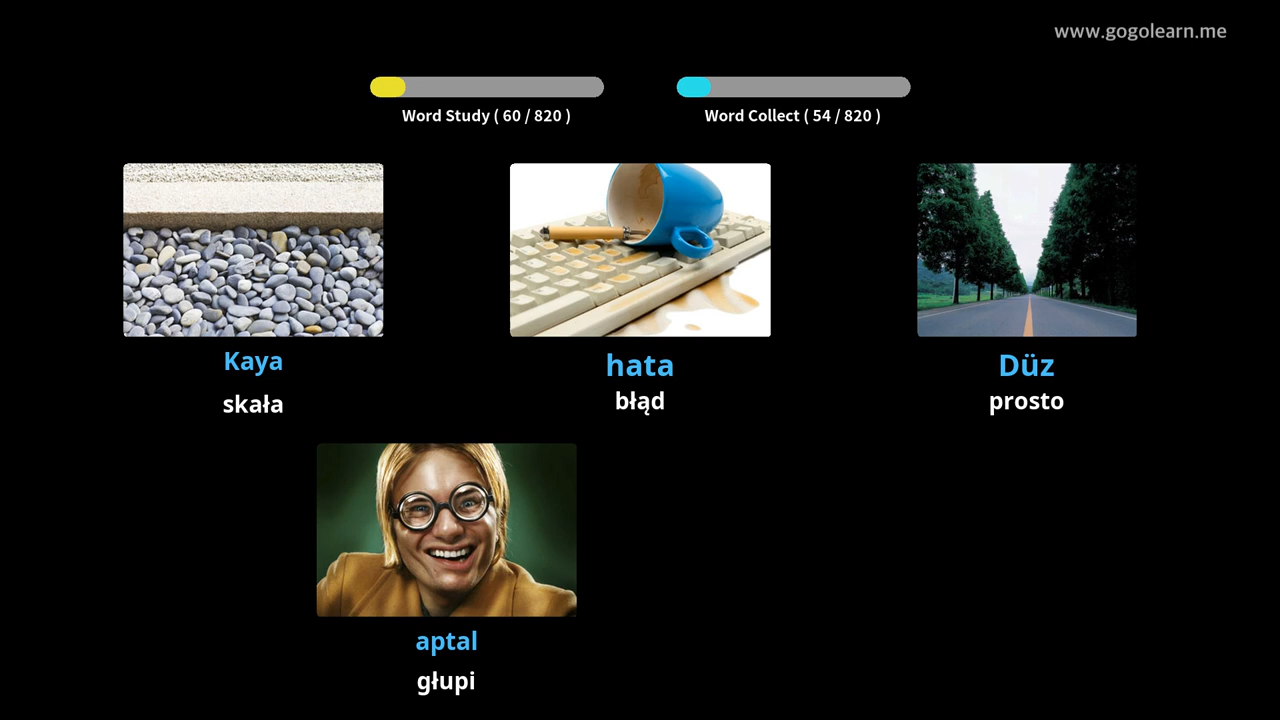 www.gogolearn.me
Word Study ( 60 / 820 )
Word Collect ( 54 / 820 )
Kaya
skała
hata
błąd
Düz
prosto
aptal
głupi